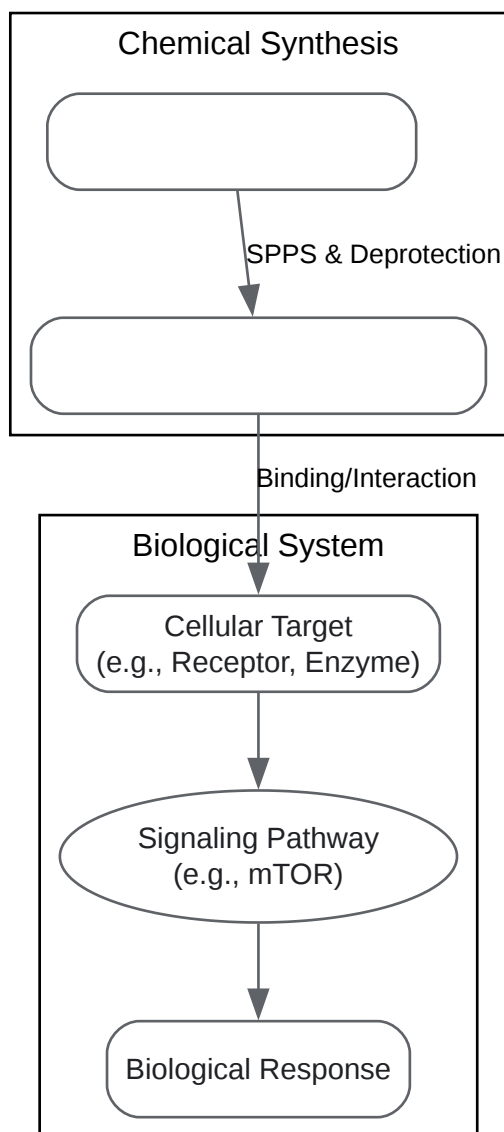 Chemical Synthesis
SPPS & Deprotection
Binding/Interaction
Biological System
Cellular Target
(e.g., Receptor, Enzyme)
Signaling Pathway
(e.g., mTOR)
Biological Response